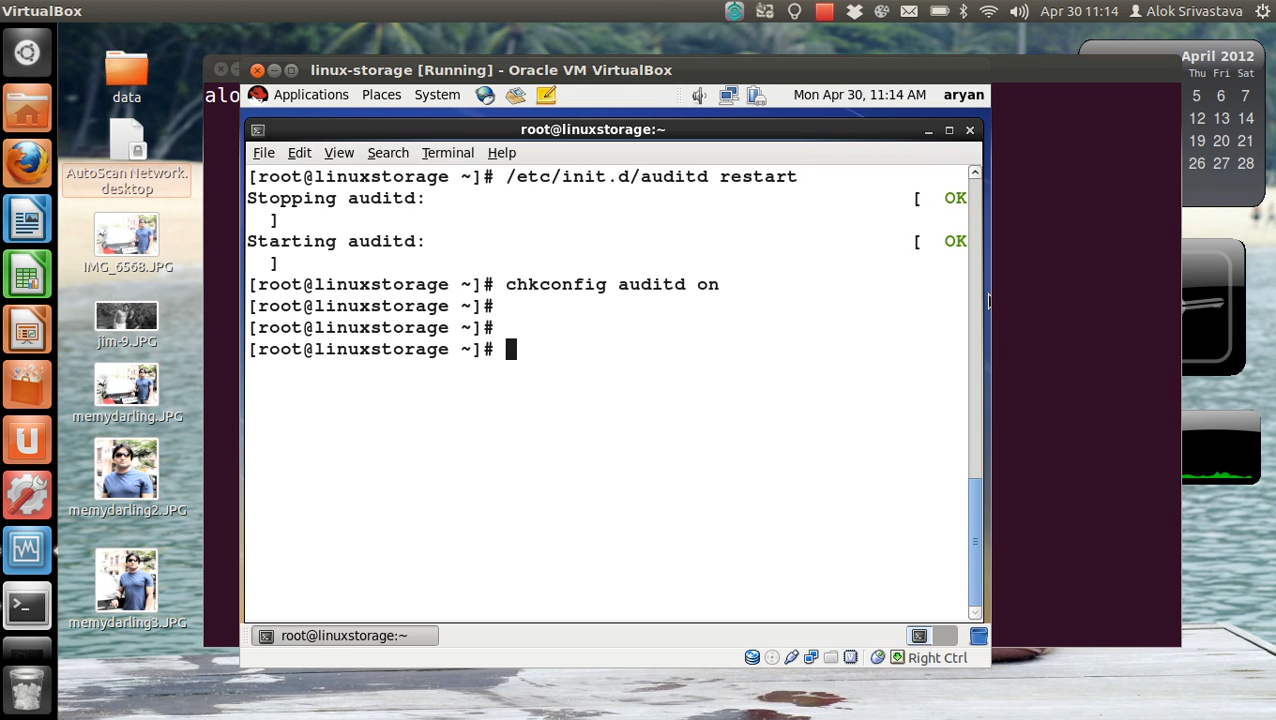 VirtualBox
Apr 30 11:14 Alok Srivastava
data
AutoScan Network.
desktop
IMG_6568.JPG
jim-9.JPG
memydarling.JPG
memydarling2.JPG
memydarling3.JPG
alo
linux-storage [Running] - Oracle VM VirtualBox
Applications Places System Mon Apr 30, 11:14 AM aryan
root@linuxstorage:~
File Edit View Search Terminal Help
[root@linuxstorage ~]# /etc/init.d/auditd restart
Stopping auditd: [ OK
]
Starting auditd: [ OK
]
[root@linuxstorage ~]# chkconfig auditd on
[root@linuxstorage ~]#
[root@linuxstorage ~]#
[root@linuxstorage ~]#
root@linuxstorage:~
Right Ctrl
April 2012
Thu Fri Sat
5 6 7
12 13 14
19 20 21
26 27 28